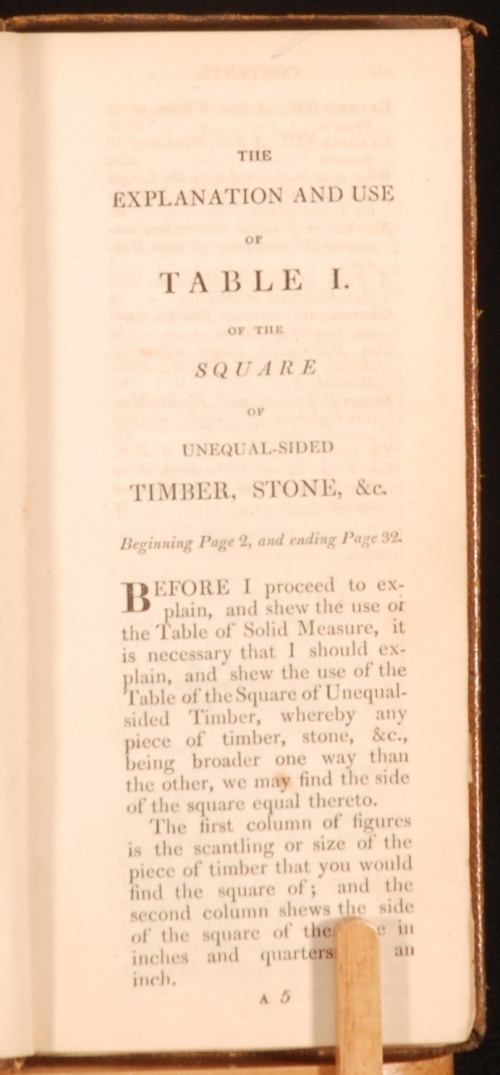 THE
EXPLANATION AND USE
OF
TABLE I.
OF THE
SQUARE
OF
UNEQUAL-SIDED
TIMBER, STONE, &c.
Beginning Page 2, and ending Page 32.
BEFORE I proceed to ex-
plain, and shew the use of
the Table of Solid Measure, it
is necessary that I should ex-
plain, and shew the use of the
Table of the Square of Unequal-
sided Timber, whereby any
piece of timber, stone, &c.,
being broader one way than
the other, we may find the side
of the square equal thereto.
The first column of figures
is the scantling or size of the
piece of timber that you would
find the square of; and the
second column shews the side
of the square of the in
inches and quarters an
inch.
A 5